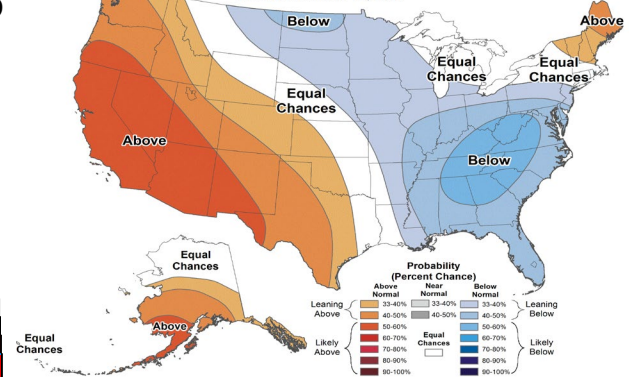 Below
Above
Equal
Chances
Equal
Chances
Equal
Chances
Above
Below
Equal
Chances
Above
Equal
Chances
Probability
(Percent Chance)
Above
Normal
Near
Normal
Below
Normal
Leaning
Above
33-40%
33-40%
33-40%
Leaning
Below
40-50%
40-50%
40-50%
Likely
Above
50-60%
50-60%
Likely
Below
60-70%
Equal
Chances
60-70%
70-80%
70-80%
80-90%
80-90%
90-100%
90-100%